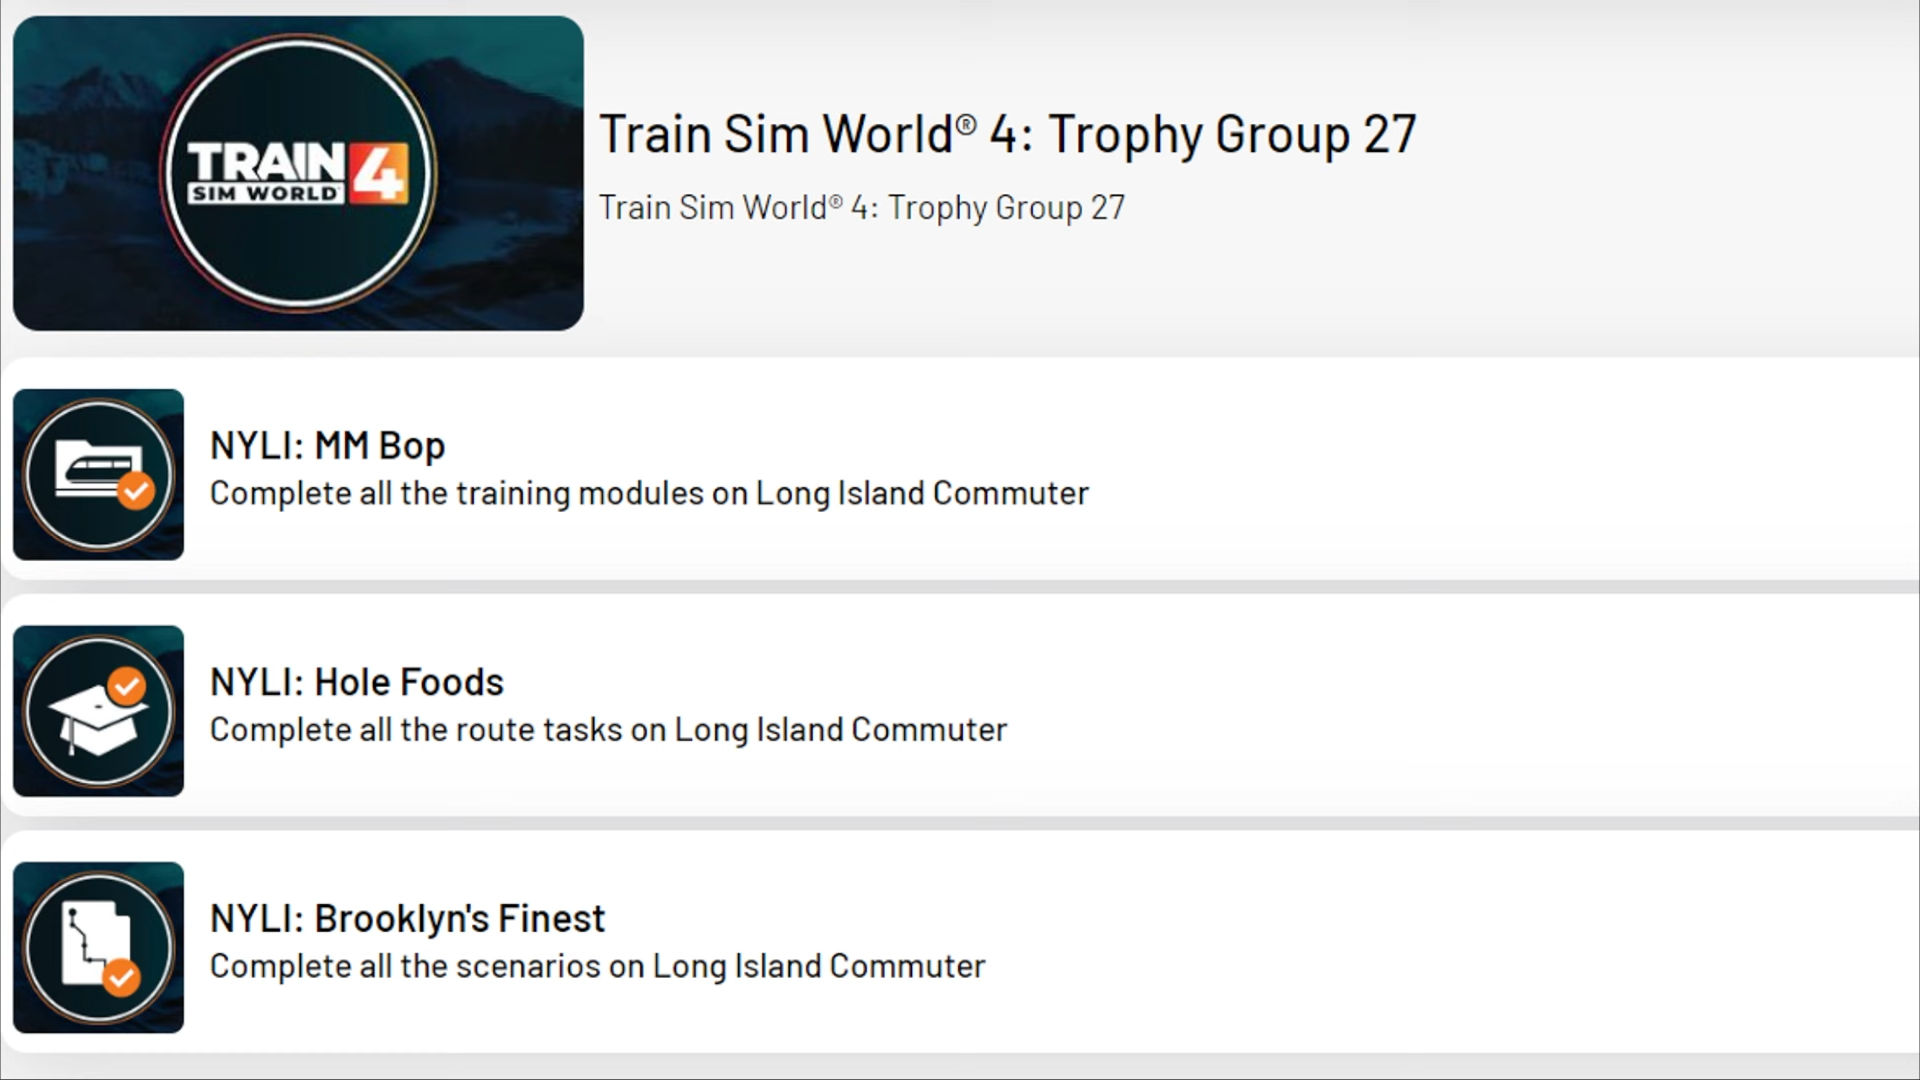 TRAIN 4
SIM WORLD
Train Sim World® 4: Trophy Group 27
Train Sim World® 4: Trophy Group 27
NYLI: MM Bop
Complete all the training modules on Long Island Commuter
NYLI: Hole Foods
Complete all the route tasks on Long Island Commuter
NYLI: Brooklyn's Finest
Complete all the scenarios on Long Island Commuter